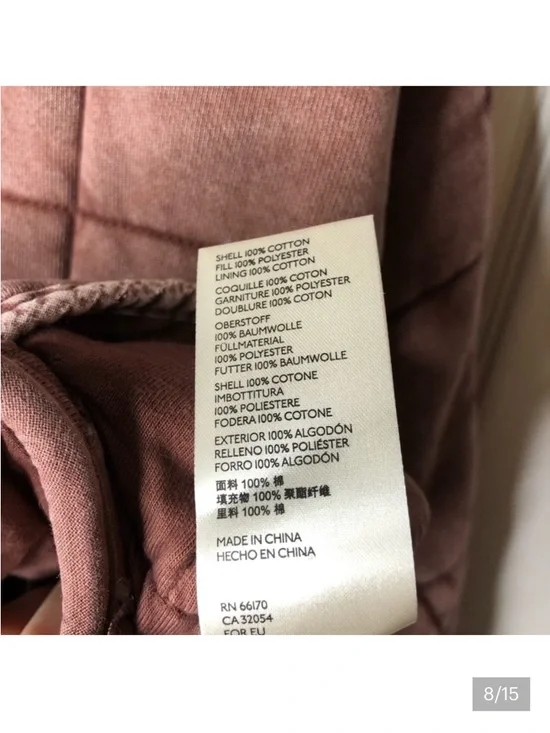 SHELL 100% COTTON
FILL 100% POLYESTER
LINING 100% COTTON
COQUILLE 100% COTON
GARNITURE 100% POLYESTER
DOUBLURE 100% COTON
OBERSTOFF
100% BAUMWOLLE
FÜLLMATERIAL
100% POLYESTER
FUTTER 100% BAUMWOLLE
SHELL 100% COTONE
IMBOTTITURA
100% POLIESTERE
FODERA 100% COTONE
EXTERIOR 100% ALGODÓN
RELLENO 100% POLIÉSTER
FORRO 100% ALGODÓN
面料 100% 棉
填充物 100% 聚酯纤维
里料 100% 棉
MADE IN CHINA
HECHO EN CHINA
RN 66170
CA 32054
FOR EU
8/15